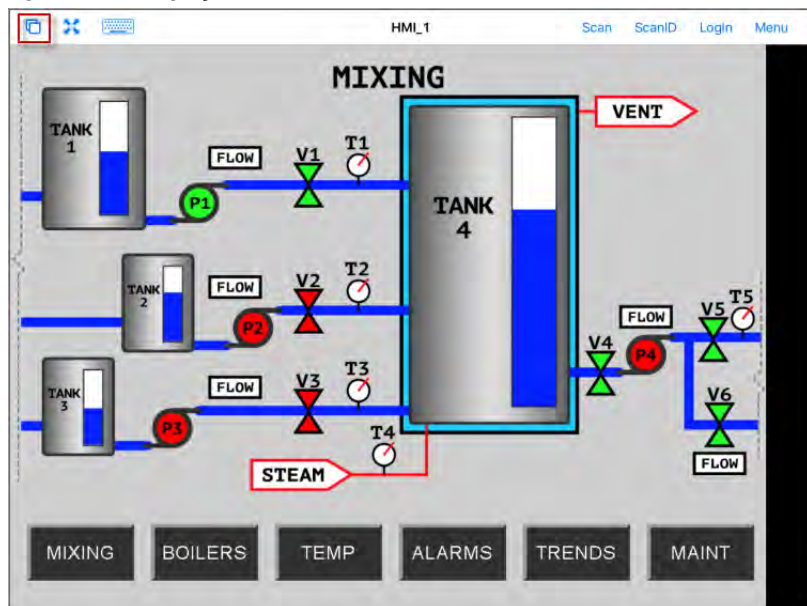 HMI_1 Scan ScanID Login Menu
MIXING
VENT
TANK
1
FLOW V1 T1
P1
TANK
4
TANK
2
FLOW V2 T2
P2
FLOW V5 T5
V4
P4
TANK
3
FLOW V3 T3
P3
V6
FLOW
T4
STEAM
MIXING BOILERS TEMP ALARMS TRENDS MAINT